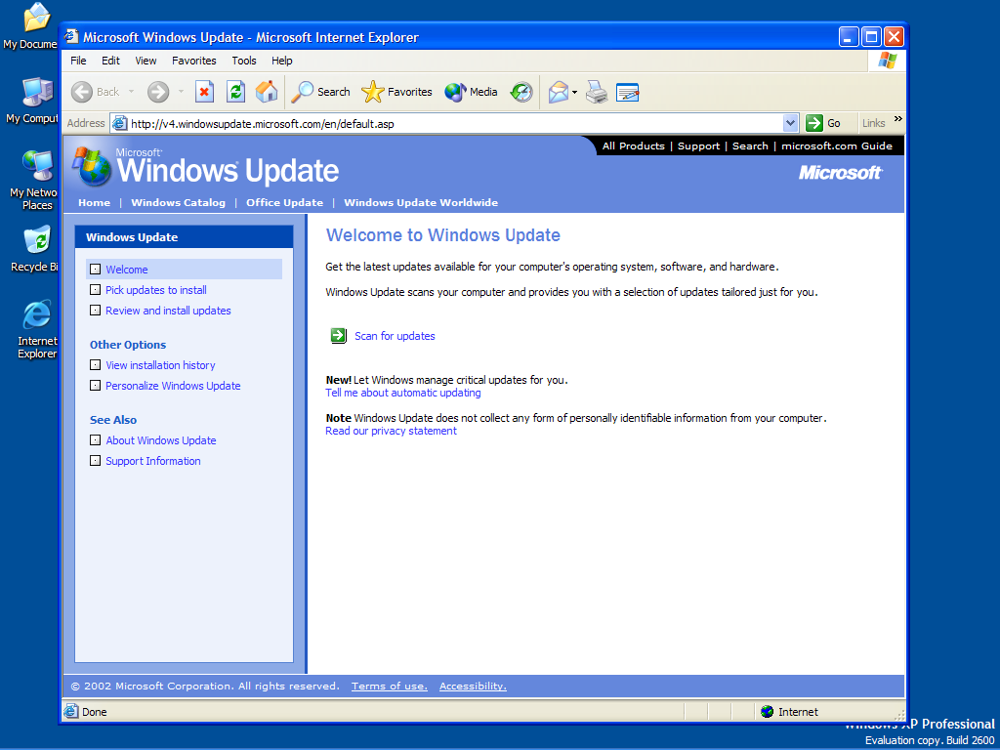 My Docume
My Comput
My Netwo
Places
Recycle Bi
Internet
Explorer
Microsoft Windows Update - Microsoft Internet Explorer
File Edit View Favorites Tools Help
Back Search Favorites Media
Address http://v4.windowsupdate.microsoft.com/en/default.asp Go Links »
All Products | Support | Search | microsoft.com Guide
Microsoft
Windows Update
Microsoft
Home | Windows Catalog | Office Update | Windows Update Worldwide
Windows Update
Welcome
Pick updates to install
Review and install updates
Other Options
View installation history
Personalize Windows Update
See Also
About Windows Update
Support Information
Welcome to Windows Update
Get the latest updates available for your computer's operating system, software, and hardware.
Windows Update scans your computer and provides you with a selection of updates tailored just for you.
Scan for updates
New! Let Windows manage critical updates for you.
Tell me about automatic updating
Note Windows Update does not collect any form of personally identifiable information from your computer.
Read our privacy statement
© 2002 Microsoft Corporation. All rights reserved. Terms of use. Accessibility.
Done Internet
Windows XP Professional
Evaluation copy. Build 2600